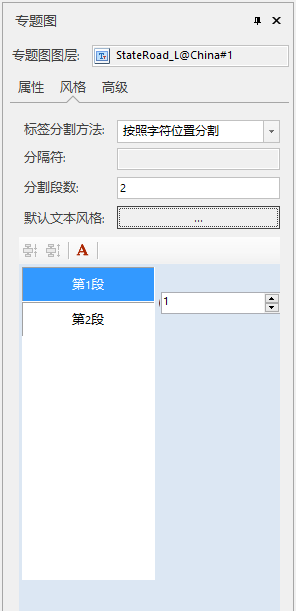 专题图
专题图图层: StateRoad_L@China#1
属性 风格 高级
标签分割方法: 按照字符位置分割
分隔符:
分割段数: 2
默认文本风格: ...
A
第1段
1
第2段